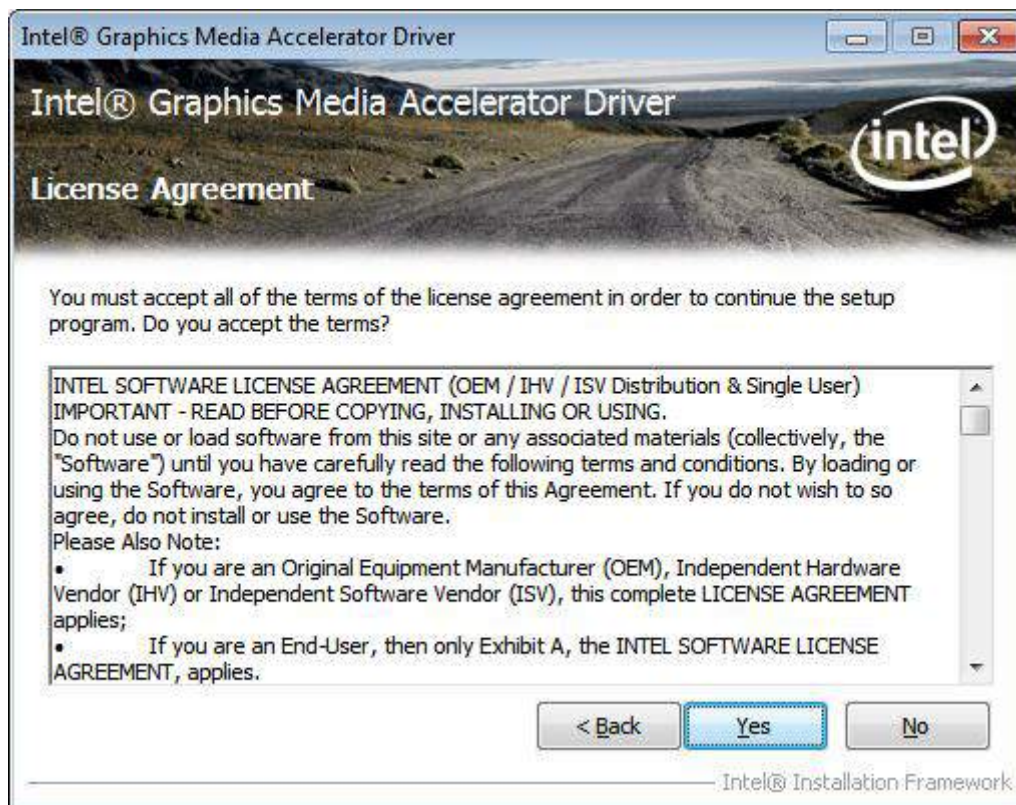 Intel® Graphics Media Accelerator Driver
Intel® Graphics Media Accelerator Driver
intel
License Agreement
You must accept all of the terms of the license agreement in order to continue the setup
program. Do you accept the terms?
INTEL SOFTWARE LICENSE AGREEMENT (OEM / IHV / ISV Distribution & Single User)
IMPORTANT - READ BEFORE COPYING, INSTALLING OR USING.
Do not use or load software from this site or any associated materials (collectively, the
"Software") until you have carefully read the following terms and conditions. By loading or
using the Software, you agree to the terms of this Agreement. If you do not wish to so
agree, do not install or use the Software.
Please Also Note:
• If you are an Original Equipment Manufacturer (OEM), Independent Hardware
Vendor (IHV) or Independent Software Vendor (ISV), this complete LICENSE AGREEMENT
applies;
• If you are an End-User, then only Exhibit A, the INTEL SOFTWARE LICENSE
AGREEMENT, applies.
< Back Yes No
Intel® Installation Framework